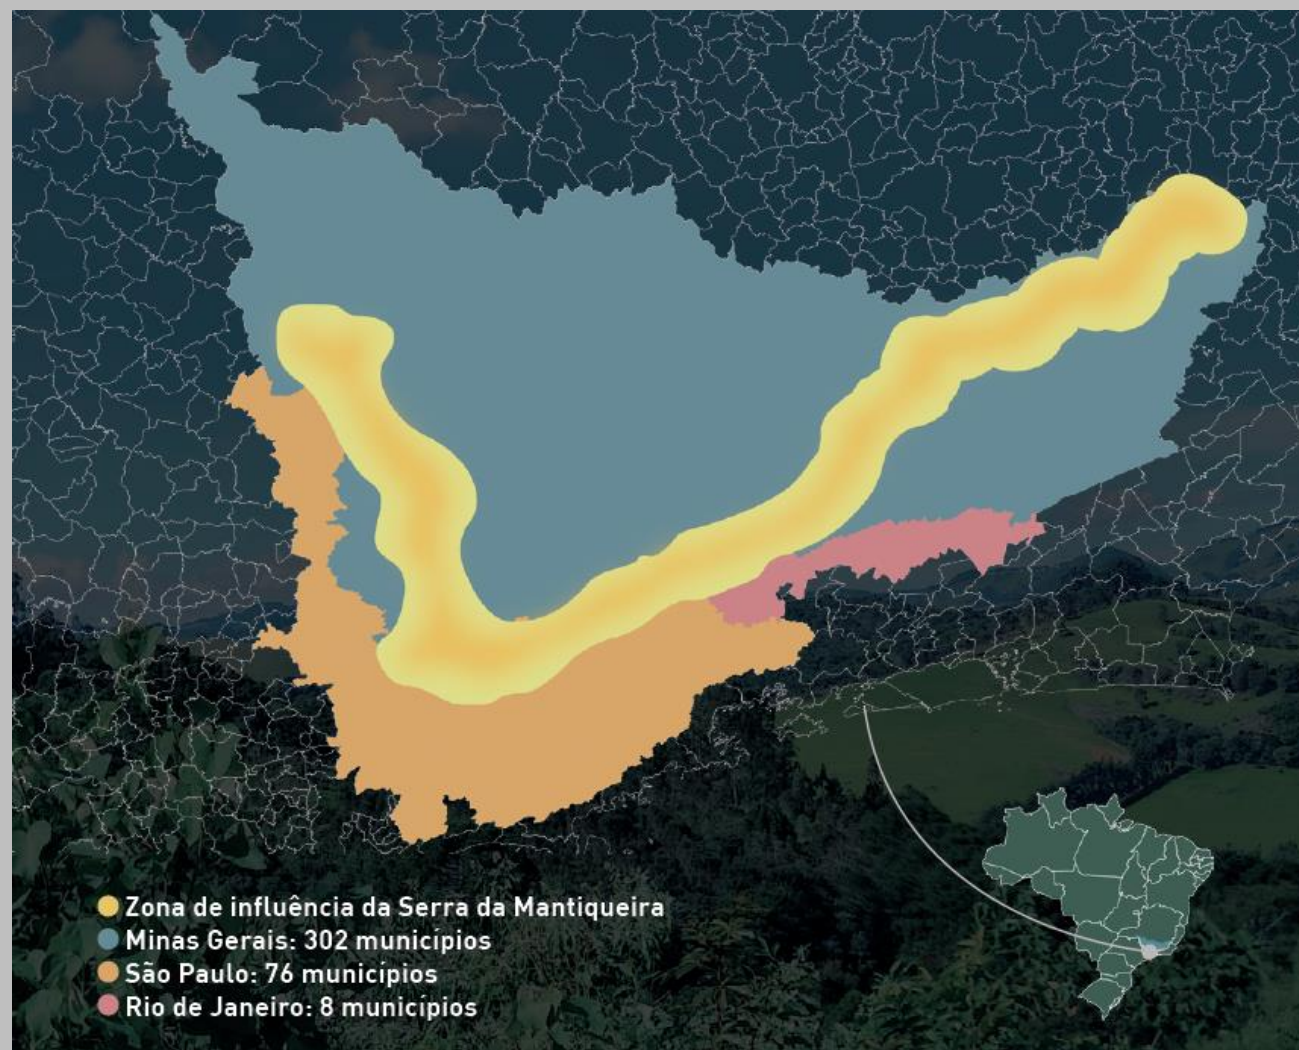 Zona de influência da Serra da Mantiqueira
Minas Gerais: 302 municípios
São Paulo: 76 municípios
Rio de Janeiro: 8 municípios